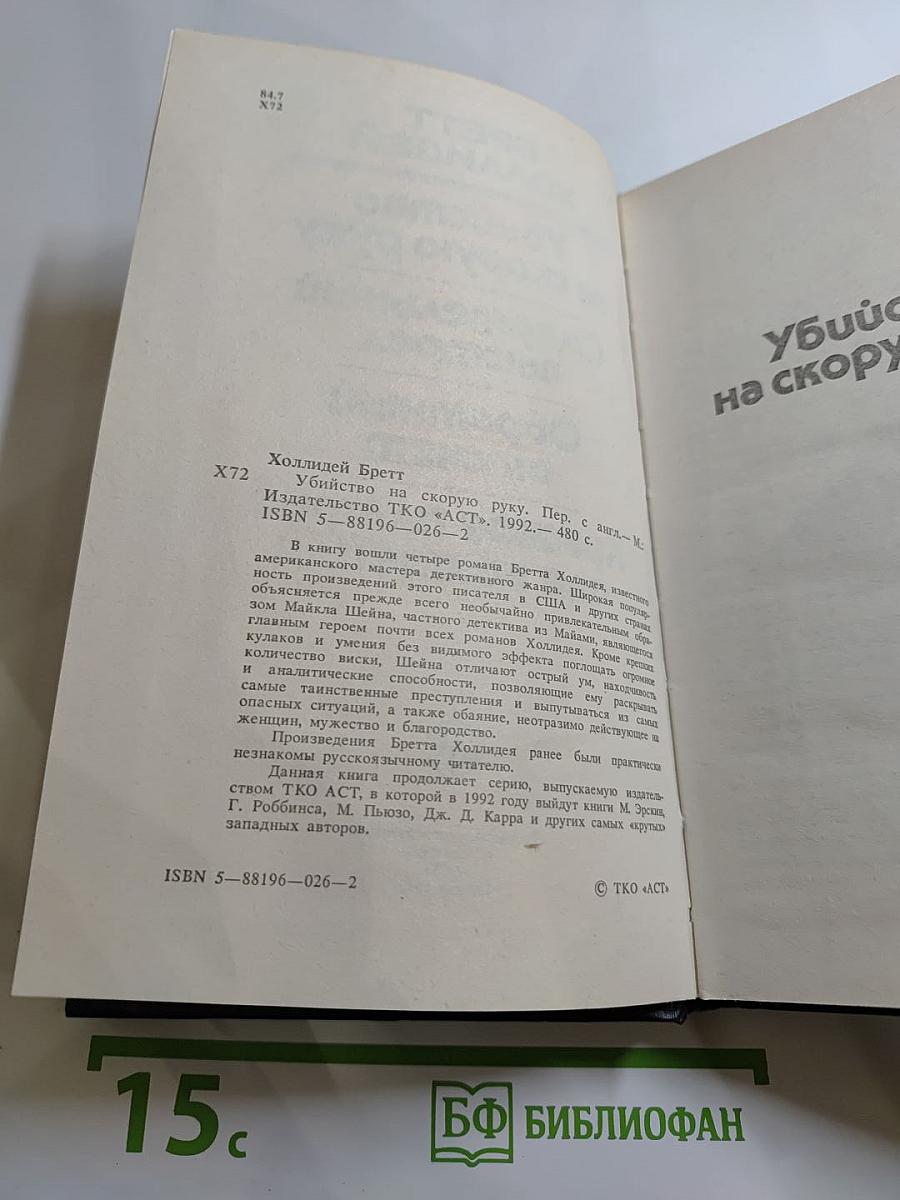 84.7
Х72
Холлидей Бретт
Х72
Убийство на скорую руку. Пер. с англ.— М.:
Издательство ТКО «АСТ». 1992.— 480 с.
ISBN 5—88196—026—2
В книгу вошли четыре романа Бретта Холлидея, известного
американского мастера детективного жанра. Широкая популяр-
ность произведений этого писателя в США и других странах
объясняется прежде всего необычайно привлекательным обра-
зом Майкла Шейна, частного детектива из Майами, являющегося
главным героем почти всех романов Холлидея. Кроме крепких
кулаков и умения без видимого эффекта поглощать огромное
количество виски, Шейна отличают острый ум, находчивость
и аналитические способности, позволяющие ему раскрывать
самые таинственные преступления и выпутываться из самых
опасных ситуаций, а также обаяние, неотразимо действующее на
женщин, мужество и благородство.
Произведения Бретта Холлидея ранее были практически
незнакомы русскоязычному читателю.
Данная книга продолжает серию, выпускаемую издатель-
ством ТКО АСТ, в которой в 1992 году выйдут книги М. Эрскин,
Г. Роббинса, М. Пьюзо, Дж. Д. Карра и других самых «крутых»
западных авторов.
ISBN 5—88196—026—2
© ТКО «АСТ»
Убийс
на скору
15 с
БФ БИБЛИОФАН